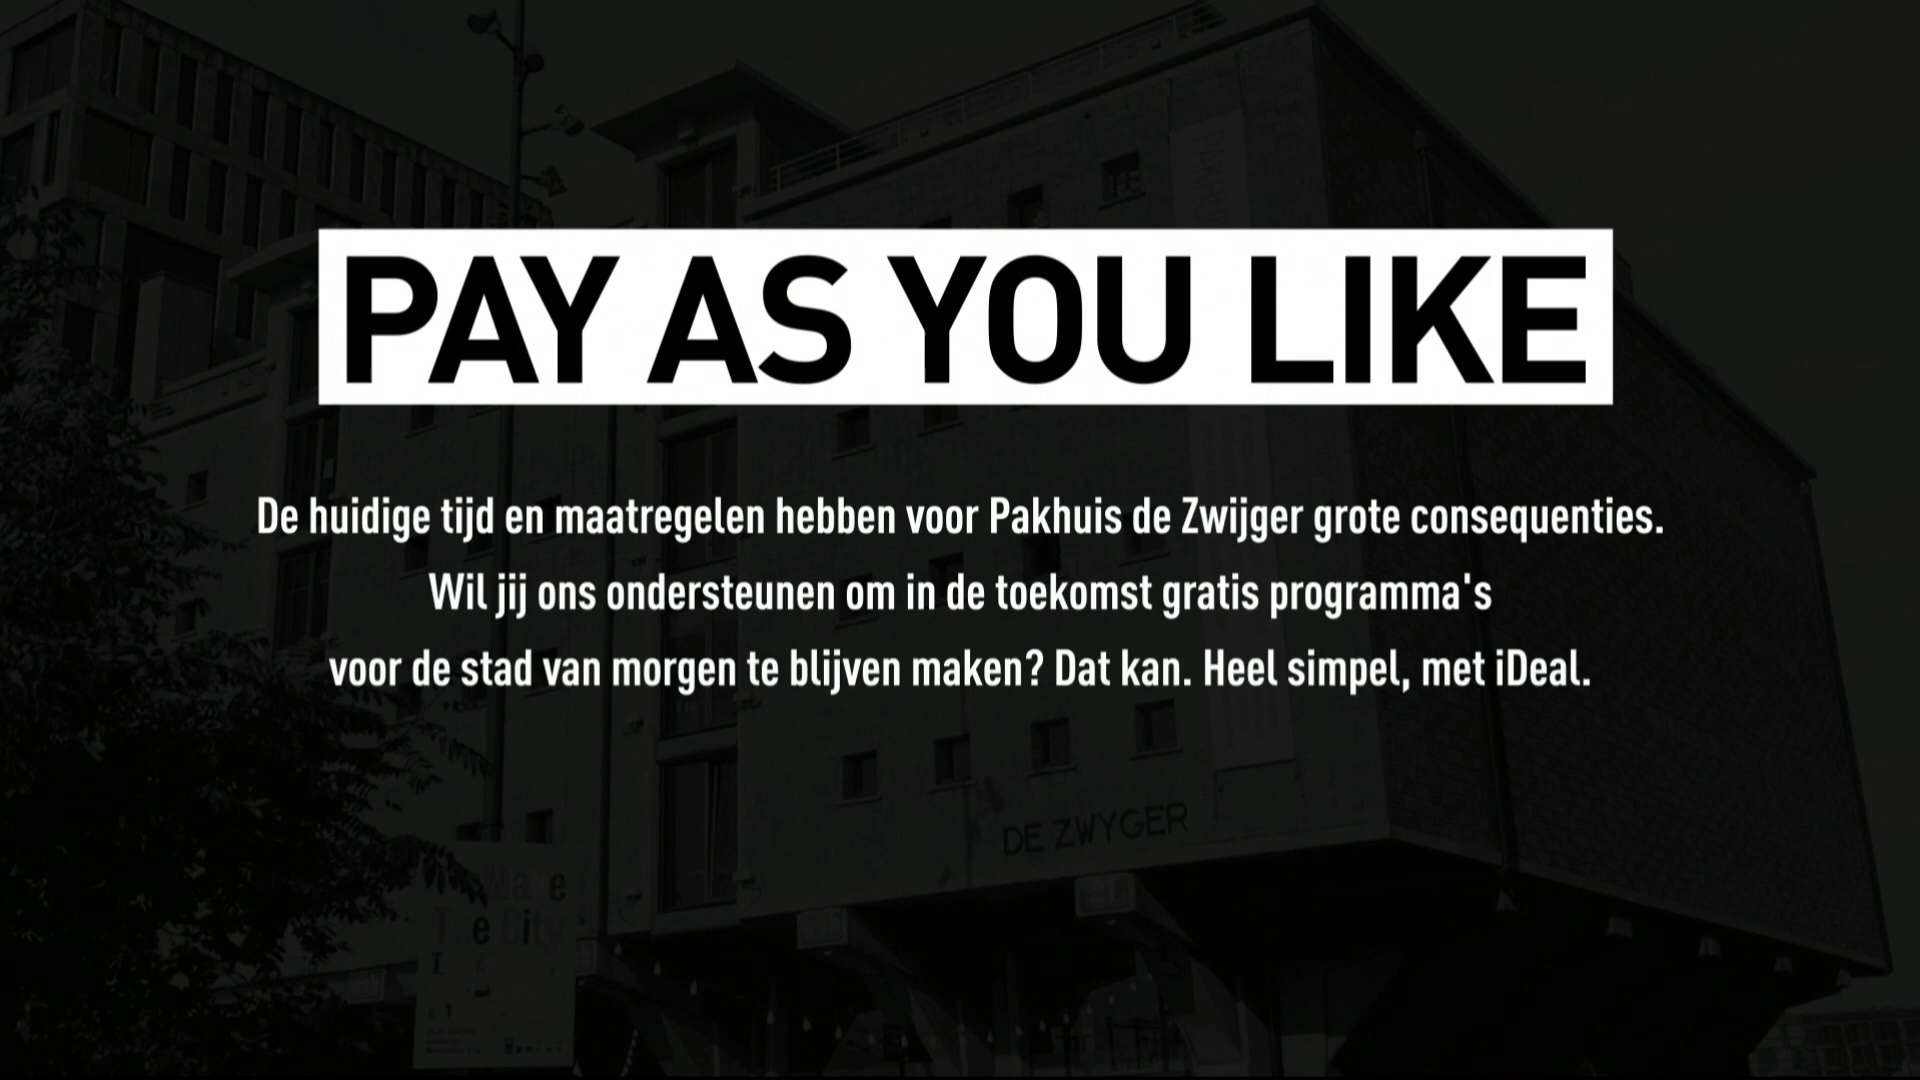 PAY AS YOU LIKE
De huidige tijd en maatregelen hebben voor Pakhuis de Zwijger grote consequenties.
Wil jij ons ondersteunen om in de toekomst gratis programma's
voor de stad van morgen te blijven maken? Dat kan. Heel simpel, met iDeal.
DE ZWYGER
The City